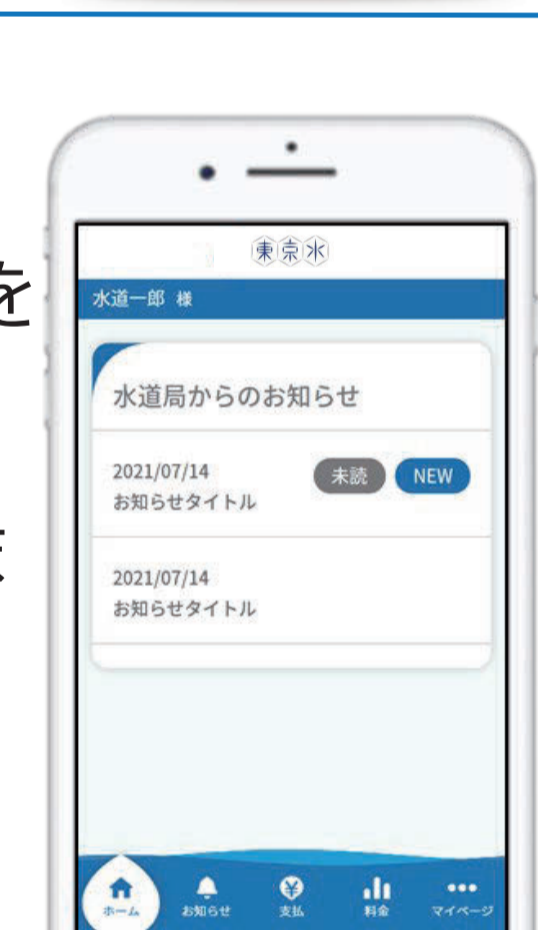 を
東京水
水道一郎 様
水道局からのお知らせ
2021/07/14
未読 NEW
お知らせタイトル
2021/07/14
お知らせタイトル
ホーム お知らせ 支払 料金 マイページ